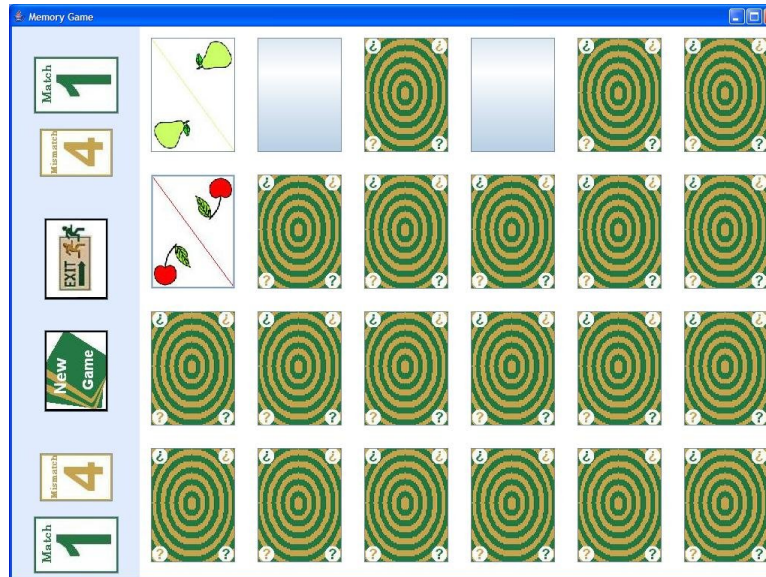 Memory Game
Match 1
Mismatch 4
EXIT
New
Game
Mismatch 4
Match 1
¿ ¿ ¿ ¿ ¿ ¿
? ? ? ? ? ?
¿ ¿ ¿ ¿ ¿ ¿ ¿ ¿ ¿ ¿
? ? ? ? ? ? ? ? ? ?
¿ ¿ ¿ ¿ ¿ ¿ ¿ ¿ ¿ ¿ ¿ ¿
? ? ? ? ? ? ? ? ? ? ? ?
¿ ¿ ¿ ¿ ¿ ¿ ¿ ¿ ¿ ¿ ¿ ¿
? ? ? ? ? ? ? ? ? ? ? ?